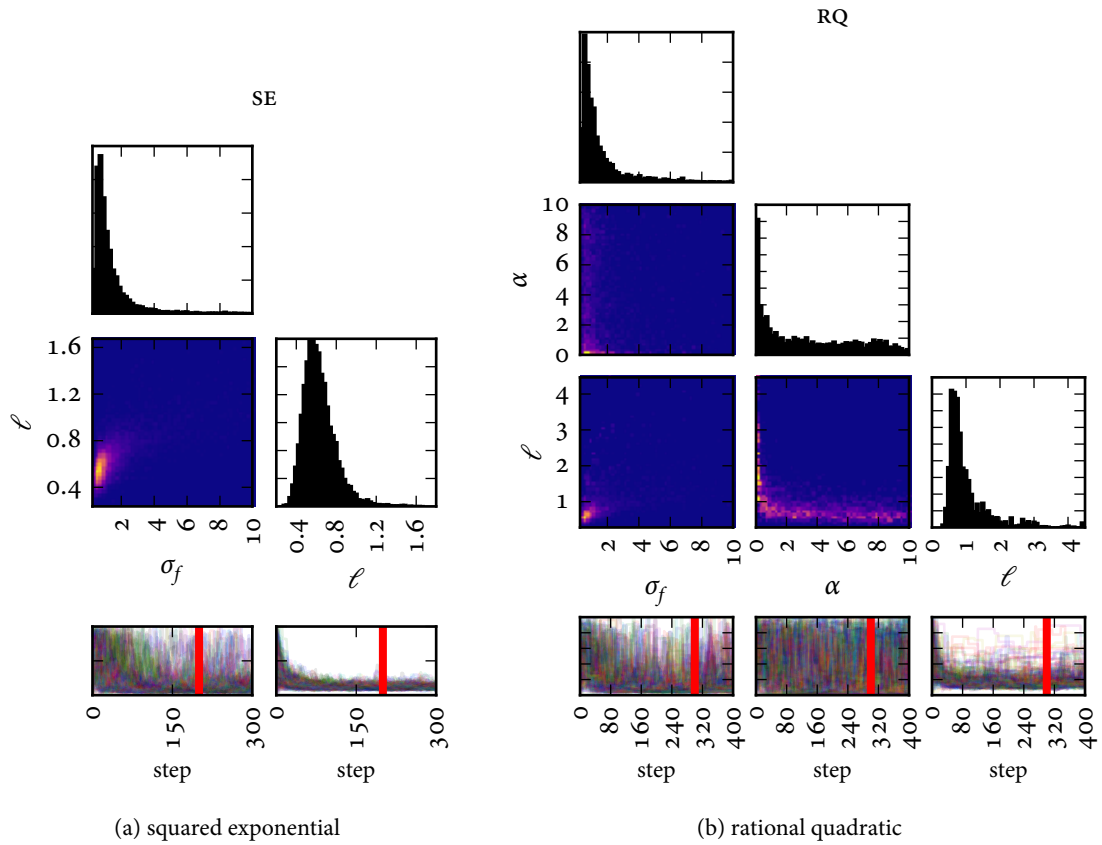 SE
ℓ
1.6
1.2
0.8
0.4
2 4 6 8 10
σf
0.4 0.8 1.2 1.6
ℓ
0 150 300
step
0 150 300
step
(a) squared exponential
RQ
α
10
8
6
4
2
0
ℓ
4
3
2
1
2 4 6 8 10
σf
0 2 4 6 8 10
α
0 1 2 3 4
ℓ
0 80 160 240 320 400
step
0 80 160 240 320 400
step
0 80 160 240 320 400
step
(b) rational quadratic